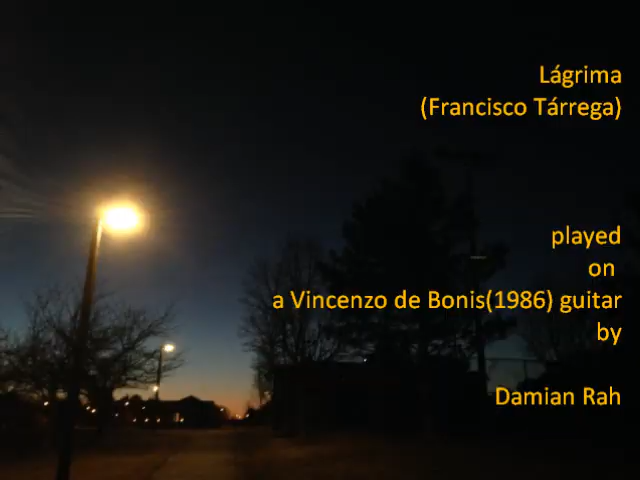 Lágrima
(Francisco Tárrega)
played
on
a Vincenzo de Bonis(1986) guitar
by
Damian Rah